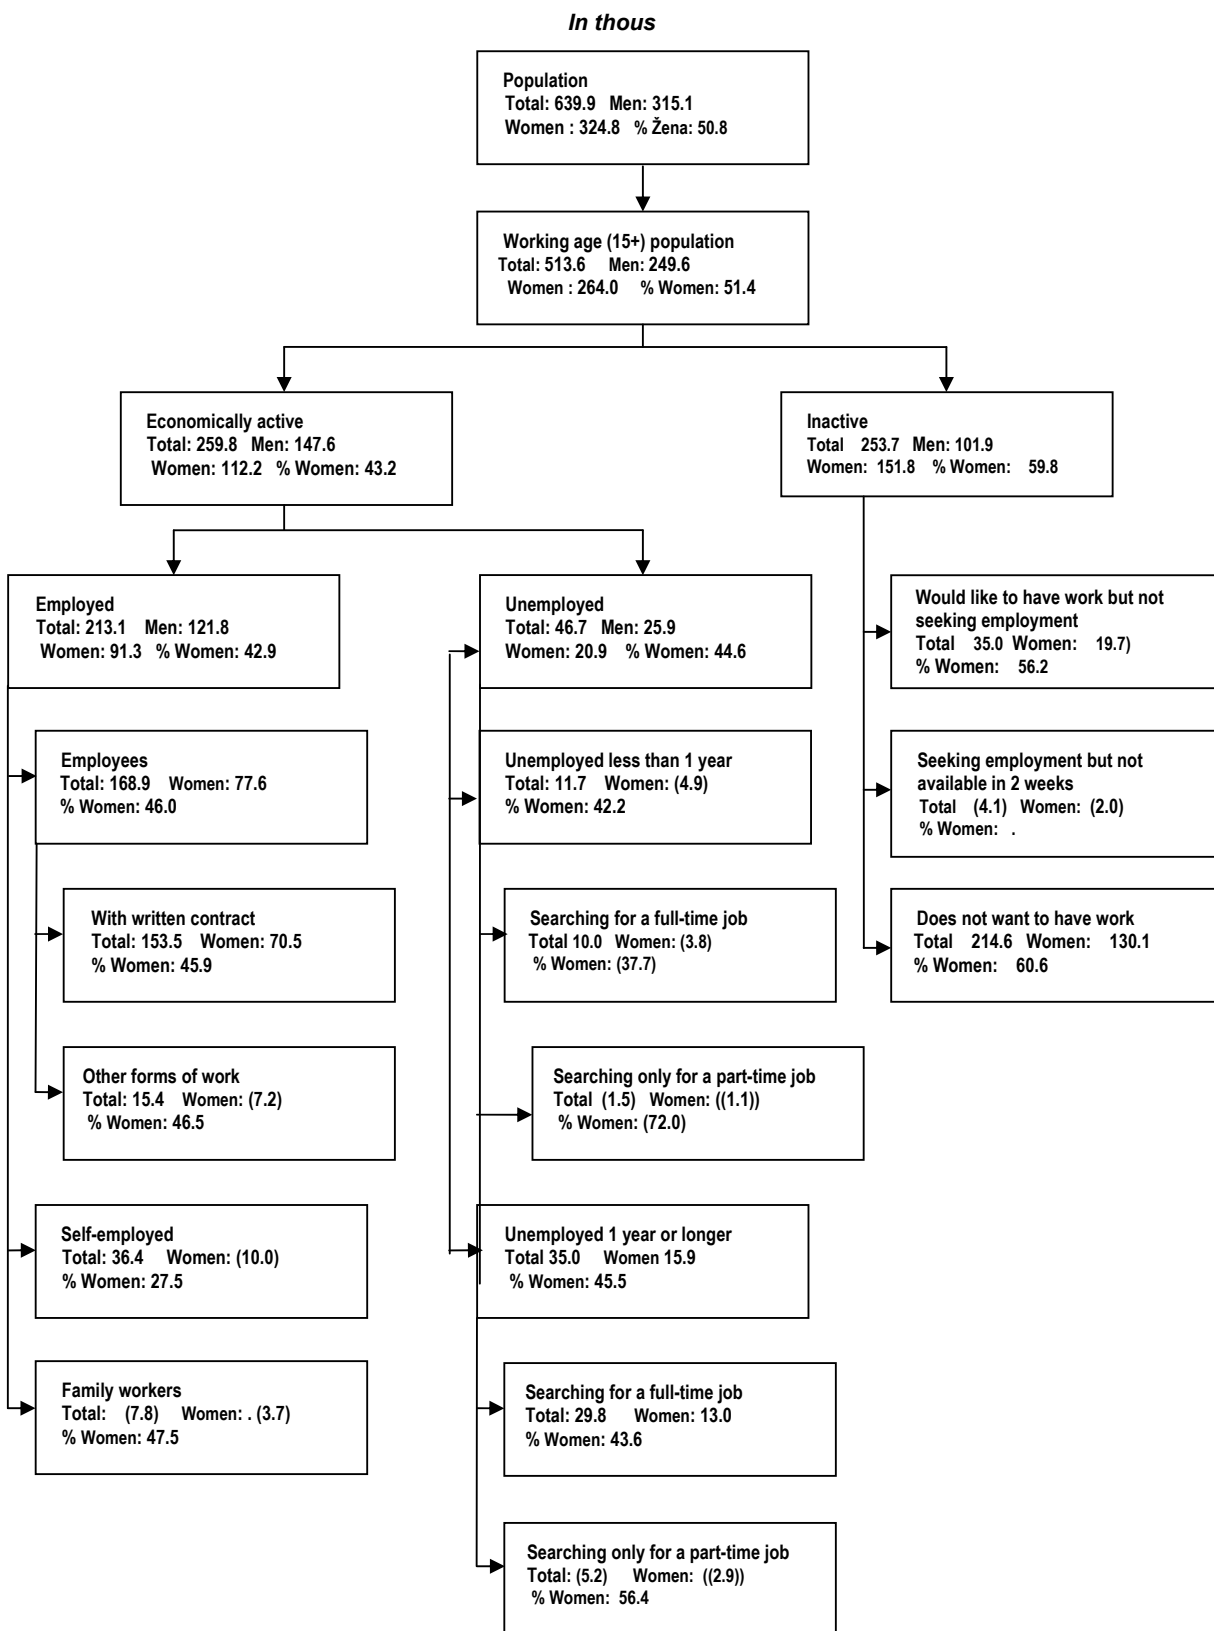 In thous
Population
Total: 639.9 Men: 315.1
Women : 324.8 % Žena: 50.8
Working age (15+) population
Total: 513.6 Men: 249.6
Women : 264.0 % Women: 51.4
Economically active
Total: 259.8 Men: 147.6
Women: 112.2 % Women: 43.2
Inactive
Total 253.7 Men: 101.9
Women: 151.8 % Women: 59.8
Employed
Total: 213.1 Men: 121.8
Women: 91.3 % Women: 42.9
Unemployed
Total: 46.7 Men: 25.9
Women: 20.9 % Women: 44.6
Would like to have work but not
seeking employment
Total 35.0 Women: 19.7)
% Women: 56.2
Employees
Total: 168.9 Women: 77.6
% Women: 46.0
Unemployed less than 1 year
Total: 11.7 Women: (4.9)
% Women: 42.2
Seeking employment but not
available in 2 weeks
Total (4.1) Women: (2.0)
% Women: .
With written contract
Total: 153.5 Women: 70.5
% Women: 45.9
Searching for a full-time job
Total 10.0 Women: (3.8)
% Women: (37.7)
Does not want to have work
Total 214.6 Women: 130.1
% Women: 60.6
Other forms of work
Total: 15.4 Women: (7.2)
% Women: 46.5
Searching only for a part-time job
Total (1.5) Women: ((1.1))
% Women: (72.0)
Self-employed
Total: 36.4 Women: (10.0)
% Women: 27.5
Unemployed 1 year or longer
Total 35.0 Women 15.9
% Women: 45.5
Family workers
Total: (7.8) Women: . (3.7)
% Women: 47.5
Searching for a full-time job
Total: 29.8 Women: 13.0
% Women: 43.6
Searching only for a part-time job
Total: (5.2) Women: ((2.9))
% Women: 56.4